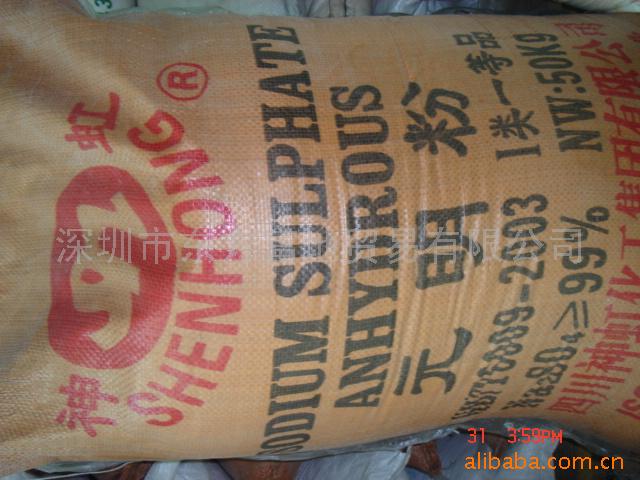 神 虹
SHENHONG®
SODIUM SULPHATE
ANHYDROUS
元明粉
GB/T6009-2003 I类一等品
Na2SO4≥99% NW:50KG
四川神虹化工集团有限公司
深圳市 贸易有限公司
31 3:59PM
alibaba.com.cn